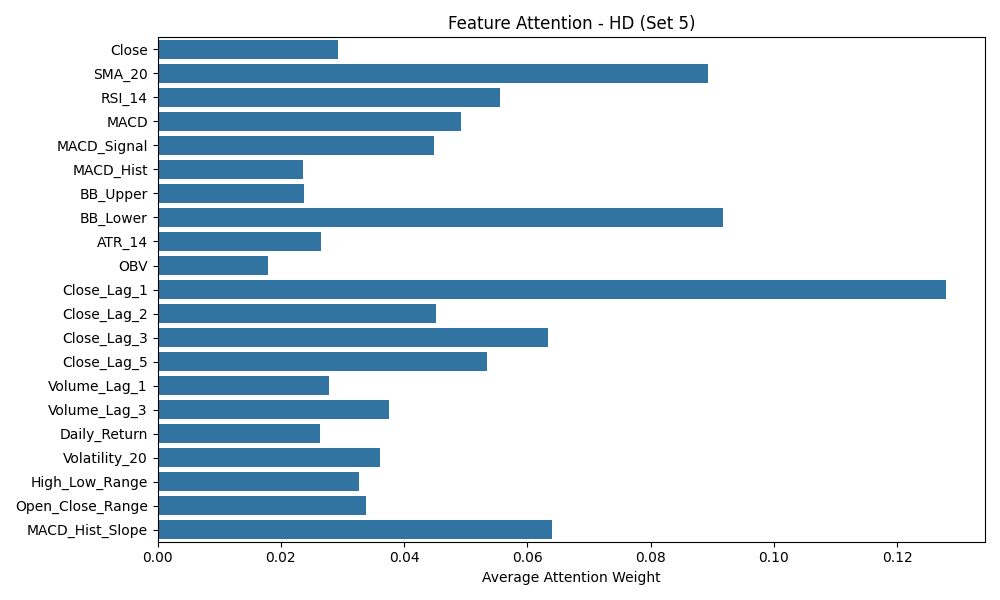 Feature Attention - HD (Set 5)
Close
SMA_20
RSI_14
MACD
MACD_Signal
MACD_Hist
BB_Upper
BB_Lower
ATR_14
OBV
Close_Lag_1
Close_Lag_2
Close_Lag_3
Close_Lag_5
Volume_Lag_1
Volume_Lag_3
Daily_Return
Volatility_20
High_Low_Range
Open_Close_Range
MACD_Hist_Slope
0.00 0.02 0.04 0.06 0.08 0.10 0.12
Average Attention Weight